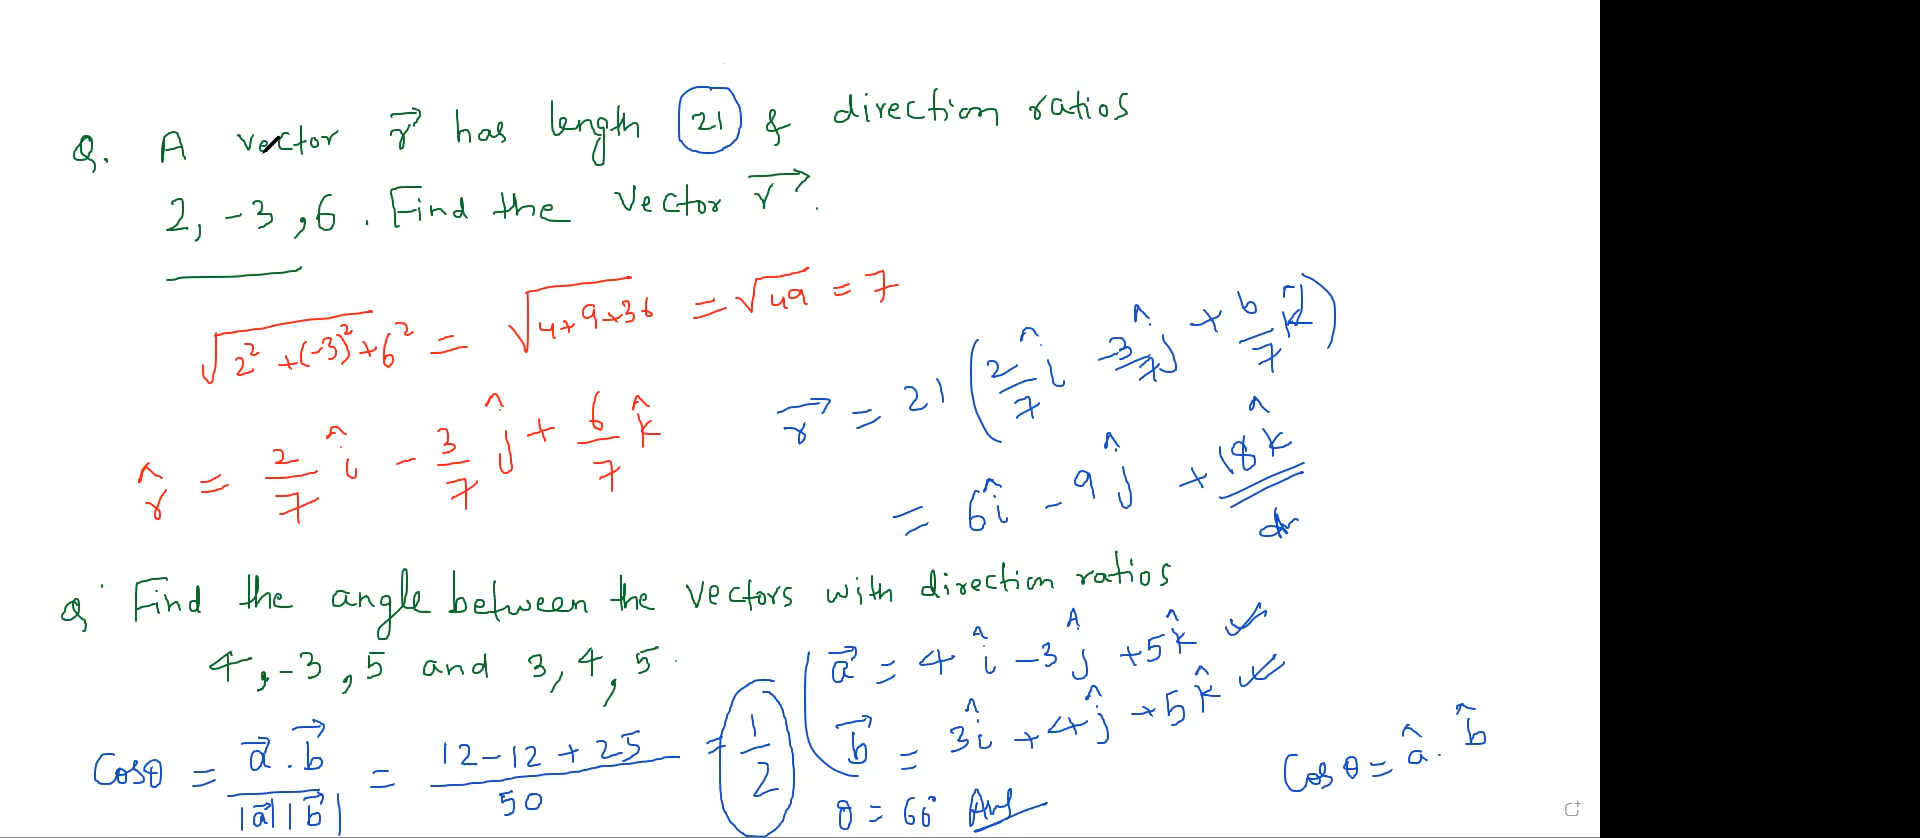 Q. A vector r⃗ has length 21 & direction ratios
2, -3, 6. Find the vector r⃗.
√(2² + (-3)² + 6²) = √(4+9+36) = √49 = 7
r̂ = 2/7 î - 3/7 ĵ + 6/7 k̂
r⃗ = 21 (2/7 î - 3/7 ĵ + 6/7 k̂)
= 6î - 9ĵ + 18k̂
Q. Find the angle between the vectors with direction ratios
4, -3, 5 and 3, 4, 5.
a⃗ = 4î - 3ĵ + 5k̂
b⃗ = 3î + 4ĵ + 5k̂
Cosθ = a⃗.b⃗ / |a⃗||b⃗| = (12-12+25)/50 = 1/2
θ = 60° Ans
Cosθ = â.b̂